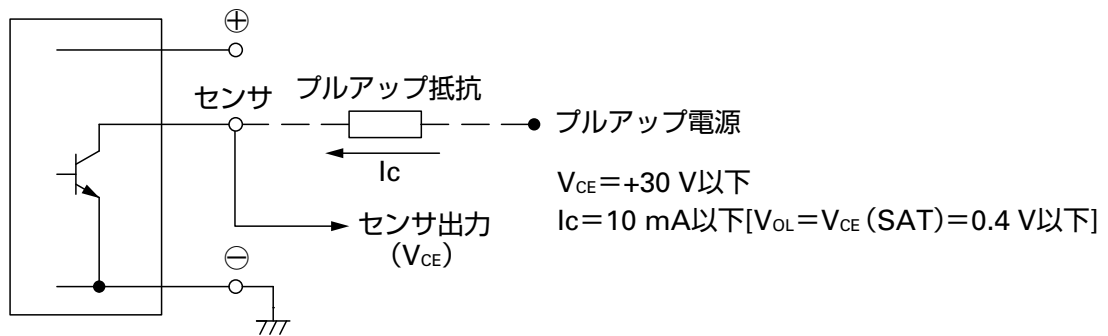 ⊕
センサ
プルアップ抵抗
プルアップ電源
Ic
VCE=+30 V以下
Ic=10 mA以下[VOL=VCE (SAT)=0.4 V以下]
センサ出力
(VCE)
⊖